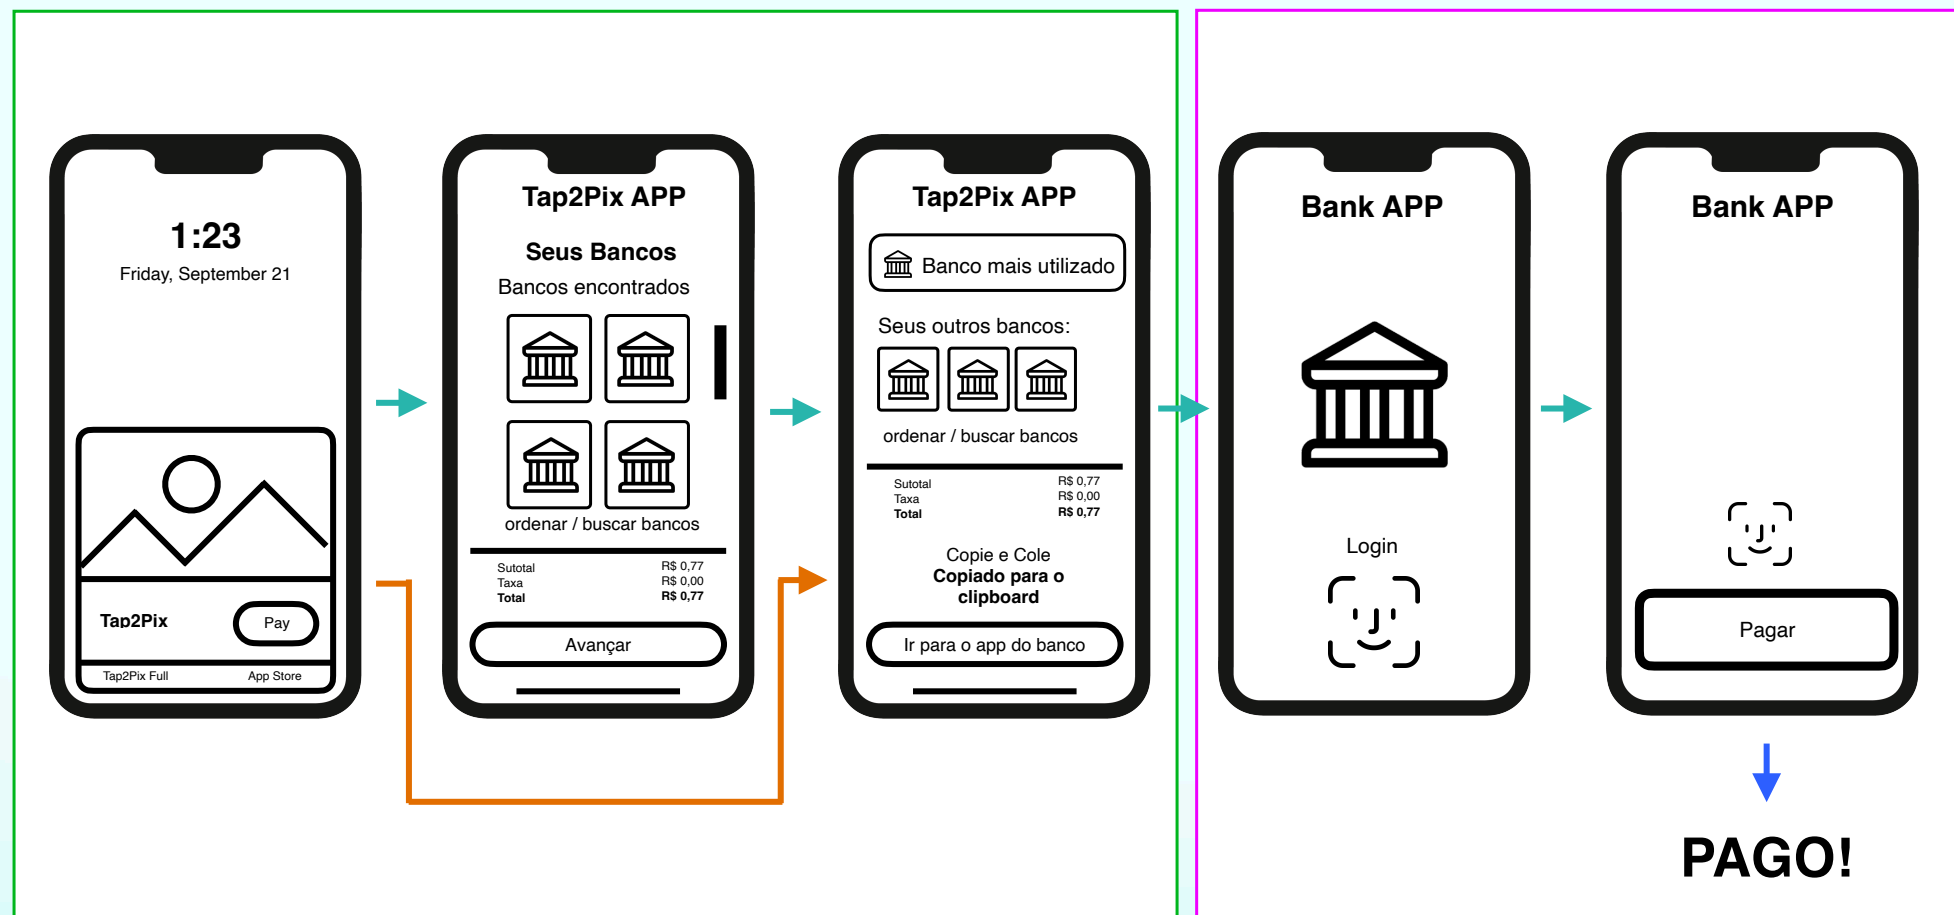 1:23
Friday, September 21
Tap2Pix
Pay
Tap2Pix Full
App Store
Tap2Pix APP
Seus Bancos
Bancos encontrados
ordenar / buscar bancos
Sutotal R$ 0,77
Taxa R$ 0,00
Total R$ 0,77
Avançar
Tap2Pix APP
Banco mais utilizado
Seus outros bancos:
ordenar / buscar bancos
Sutotal R$ 0,77
Taxa R$ 0,00
Total R$ 0,77
Copie e Cole
Copiado para o
clipboard
Ir para o app do banco
Bank APP
Login
Bank APP
Pagar
PAGO!